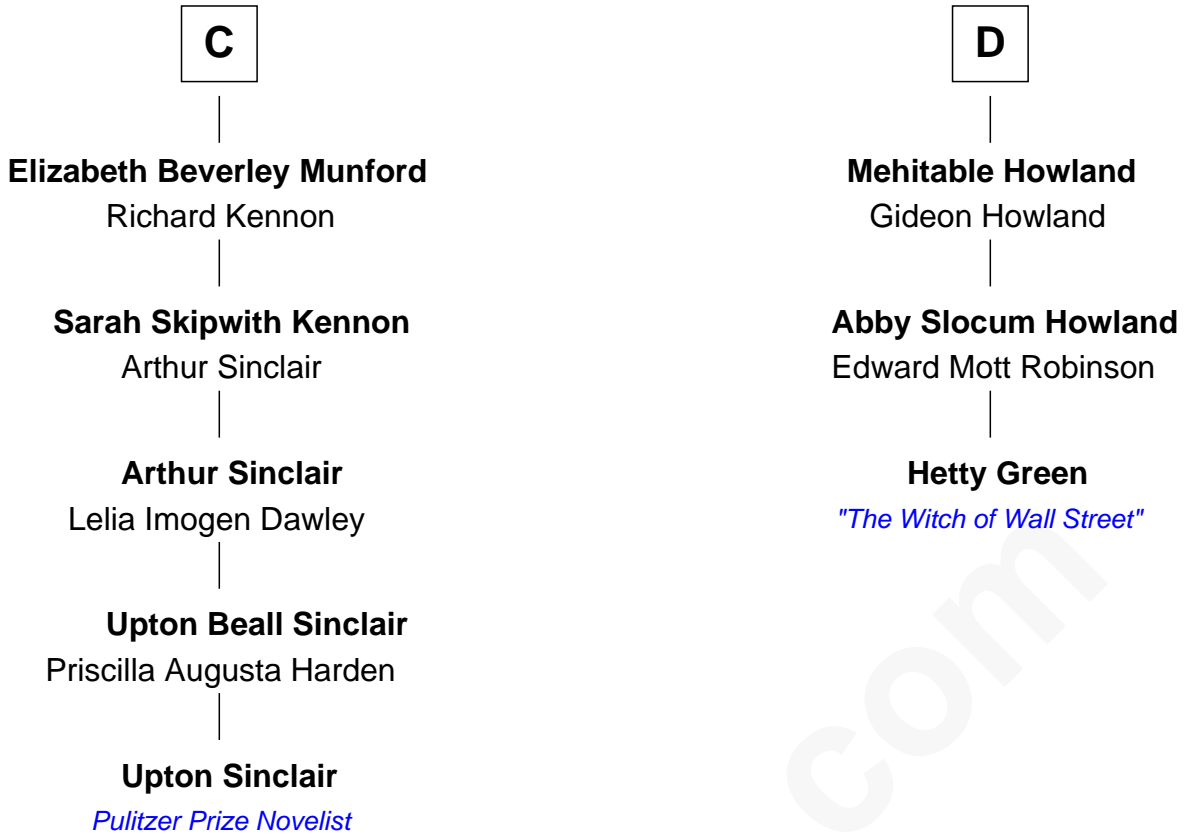 C
Elizabeth Beverley Munford
Richard Kennon
Sarah Skipwith Kennon
Arthur Sinclair
Arthur Sinclair
Lelia Imogen Dawley
Upton Beall Sinclair
Priscilla Augusta Harden
Upton Sinclair
Pulitzer Prize Novelist
D
Mehitable Howland
Gideon Howland
Abby Slocum Howland
Edward Mott Robinson
Hetty Green
"The Witch of Wall Street"
com